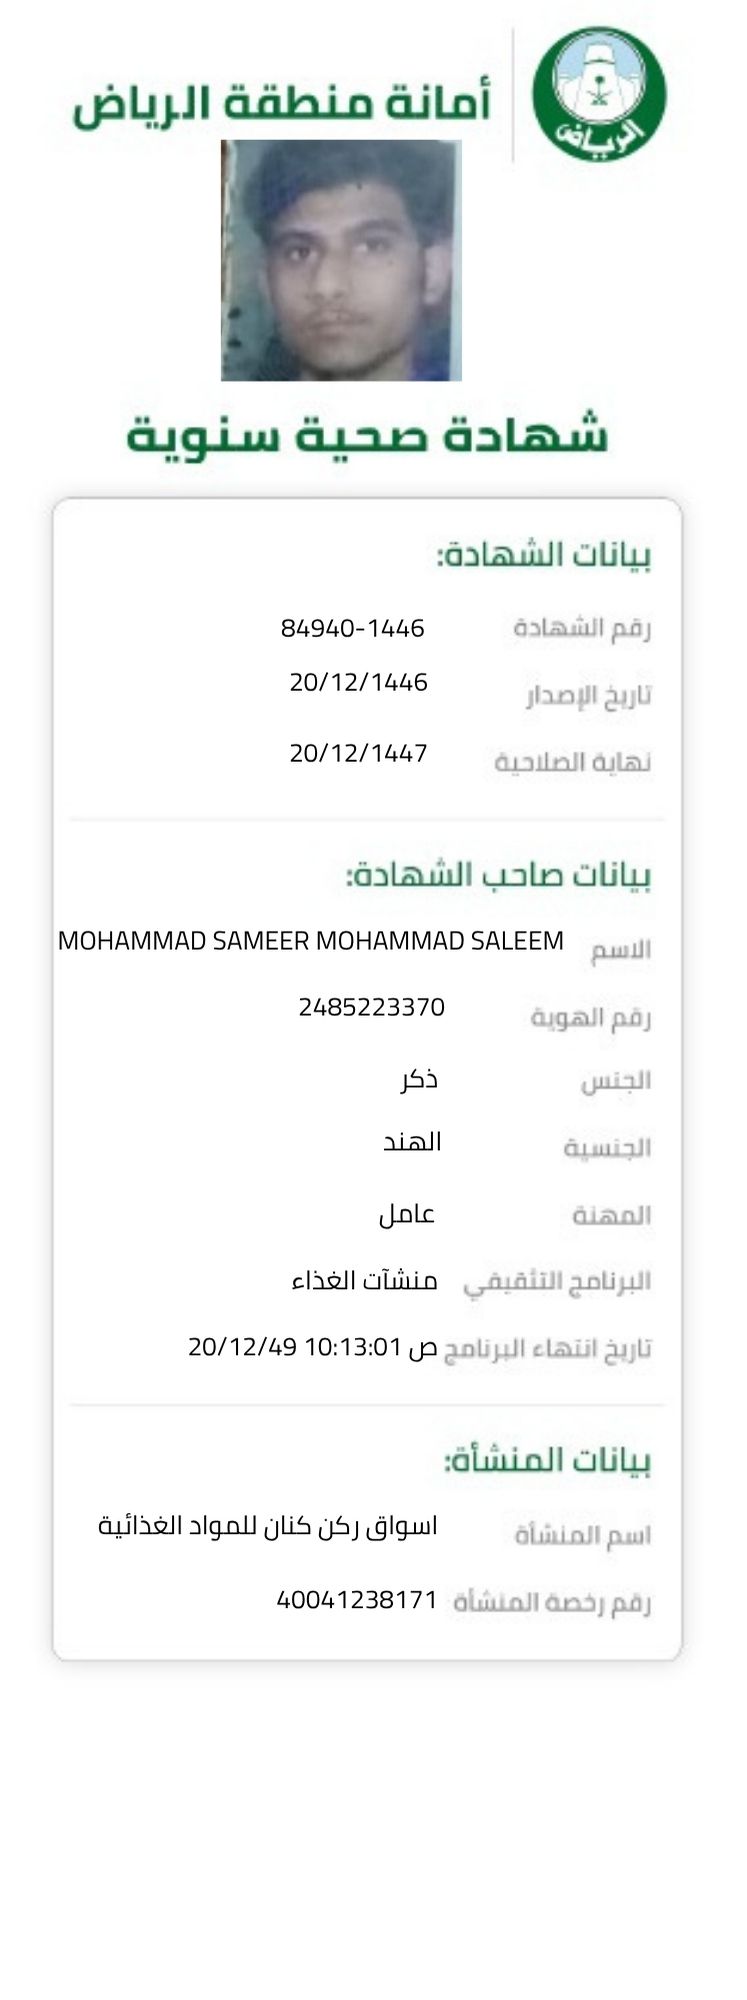 أمانة منطقة الرياض
الرياض
شهادة صحية سنوية
بيانات الشهادة:
رقم الشهادة 84940-1446
تاريخ الإصدار 20/12/1446
نهاية الصلاحية 20/12/1447
بيانات صاحب الشهادة:
الاسم MOHAMMAD SAMEER MOHAMMAD SALEEM
رقم الهوية 2485223370
الجنس ذكر
الجنسية الهند
المهنة عامل
البرنامج التثقيفي منشآت الغذاء
تاريخ انتهاء البرنامج ص 10:13:01 20/12/49
بيانات المنشأة:
اسم المنشأة اسواق ركن كنان للمواد الغذائية
رقم رخصة المنشأة 40041238171